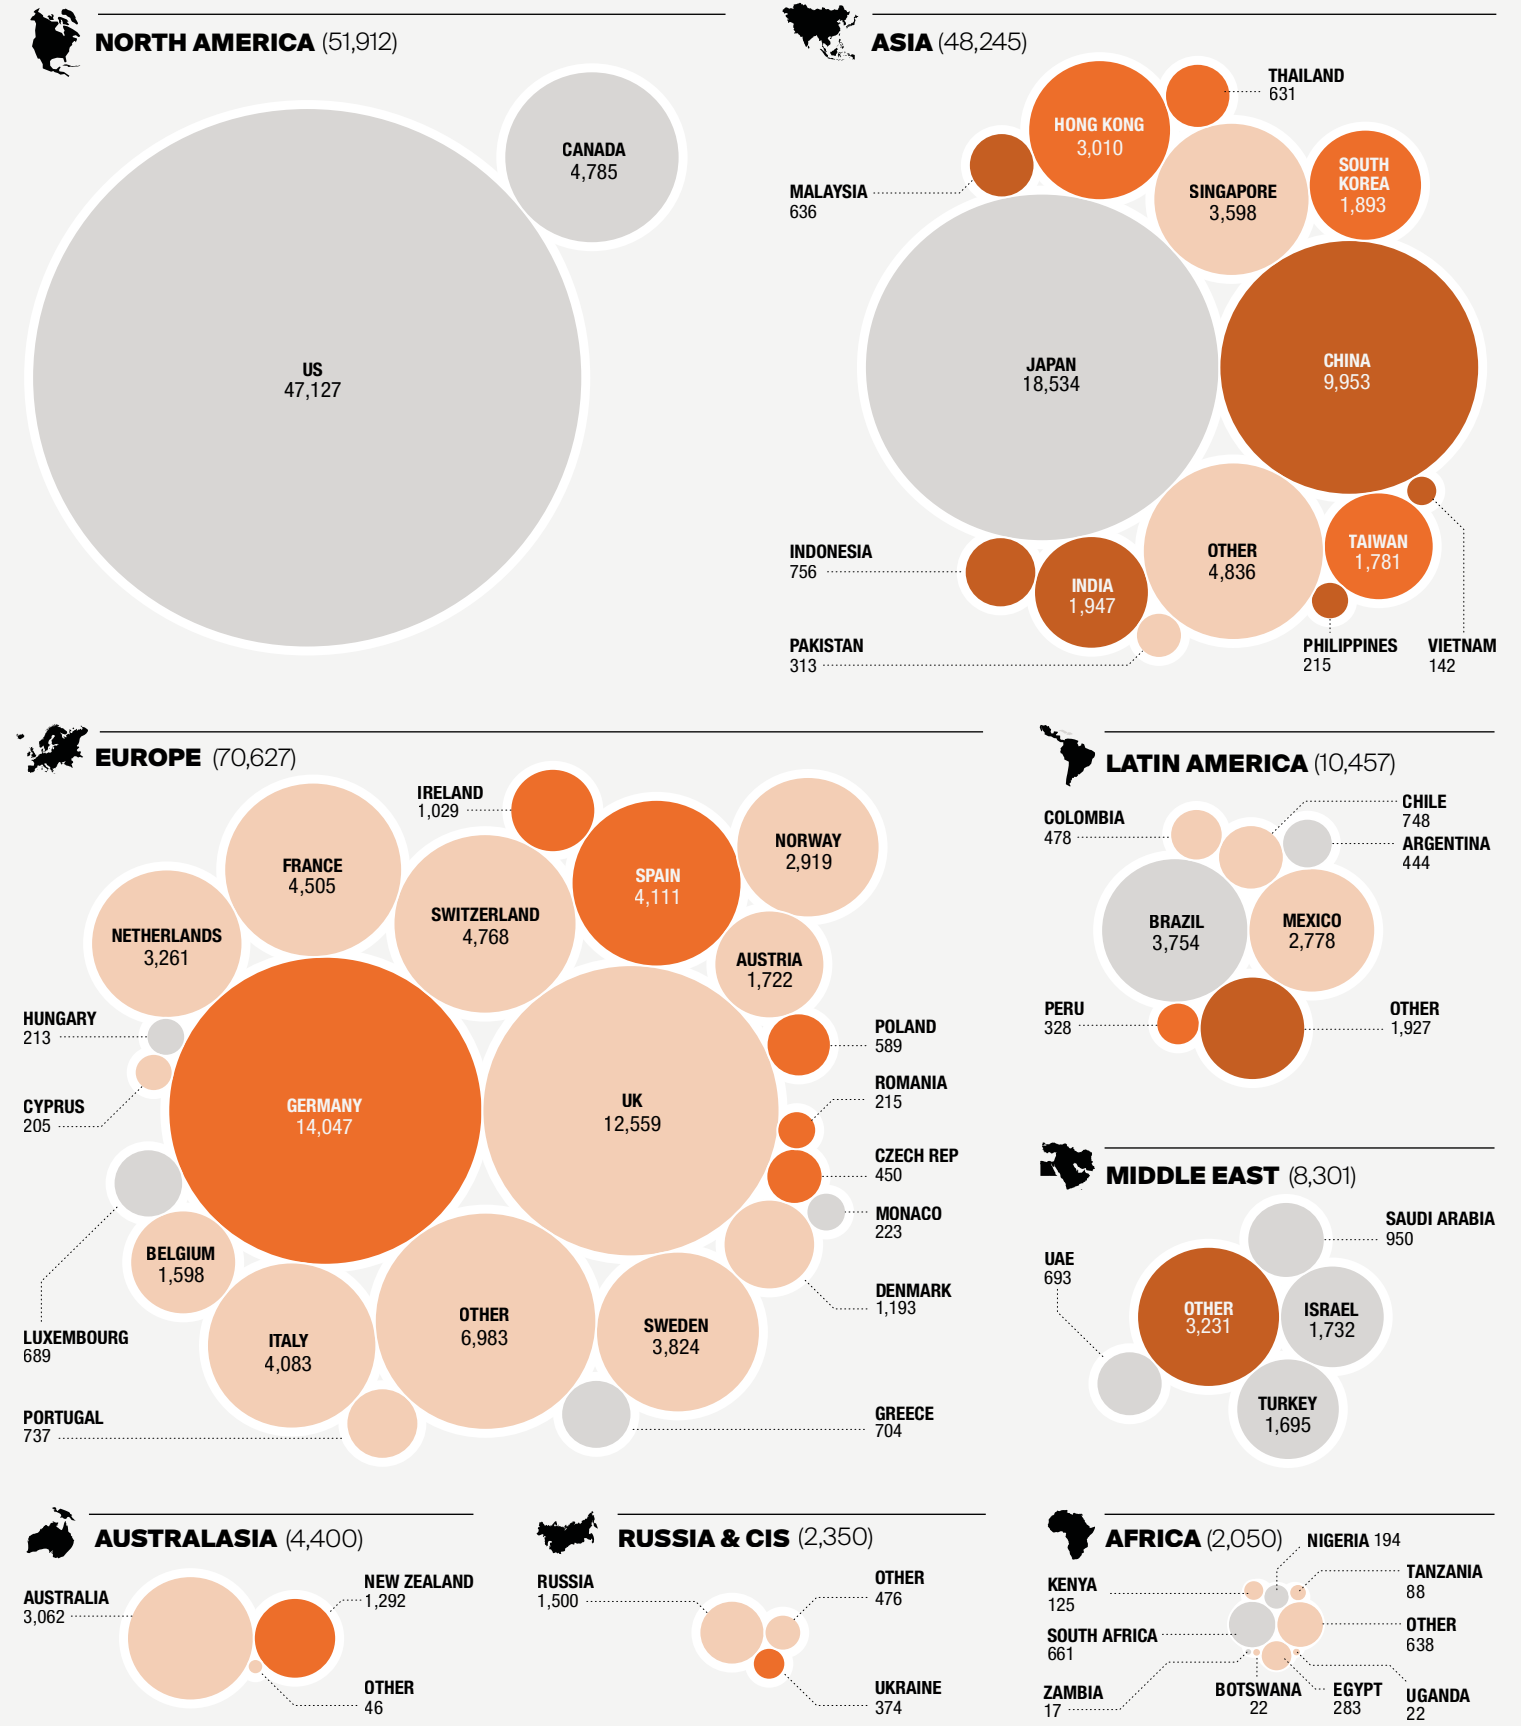 NORTH AMERICA (51,912)
US
47,127
CANADA
4,785
ASIA (48,245)
THAILAND
631
HONG KONG
3,010
SOUTH
KOREA
1,893
MALAYSIA
636
SINGAPORE
3,598
JAPAN
18,534
CHINA
9,953
INDONESIA
756
INDIA
1,947
OTHER
4,836
TAIWAN
1,781
PAKISTAN
313
PHILIPPINES
215
VIETNAM
142
EUROPE (70,627)
IRELAND
1,029
FRANCE
4,505
SPAIN
4,111
NORWAY
2,919
NETHERLANDS
3,261
SWITZERLAND
4,768
AUSTRIA
1,722
HUNGARY
213
POLAND
589
CYPRUS
205
GERMANY
14,047
UK
12,559
ROMANIA
215
CZECH REP
450
MONACO
223
BELGIUM
1,598
DENMARK
1,193
LUXEMBOURG
689
ITALY
4,083
OTHER
6,983
SWEDEN
3,824
PORTUGAL
737
GREECE
704
LATIN AMERICA (10,457)
COLOMBIA
478
CHILE
748
ARGENTINA
444
BRAZIL
3,754
MEXICO
2,778
PERU
328
OTHER
1,927
MIDDLE EAST (8,301)
SAUDI ARABIA
950
UAE
693
OTHER
3,231
ISRAEL
1,732
TURKEY
1,695
AUSTRALASIA (4,400)
AUSTRALIA
3,062
NEW ZEALAND
1,292
OTHER
46
RUSSIA & CIS (2,350)
RUSSIA
1,500
OTHER
476
UKRAINE
374
AFRICA (2,050)
NIGERIA 194
KENYA
125
TANZANIA
88
SOUTH AFRICA
661
OTHER
638
ZAMBIA
17
BOTSWANA
22
EGYPT
283
UGANDA
22